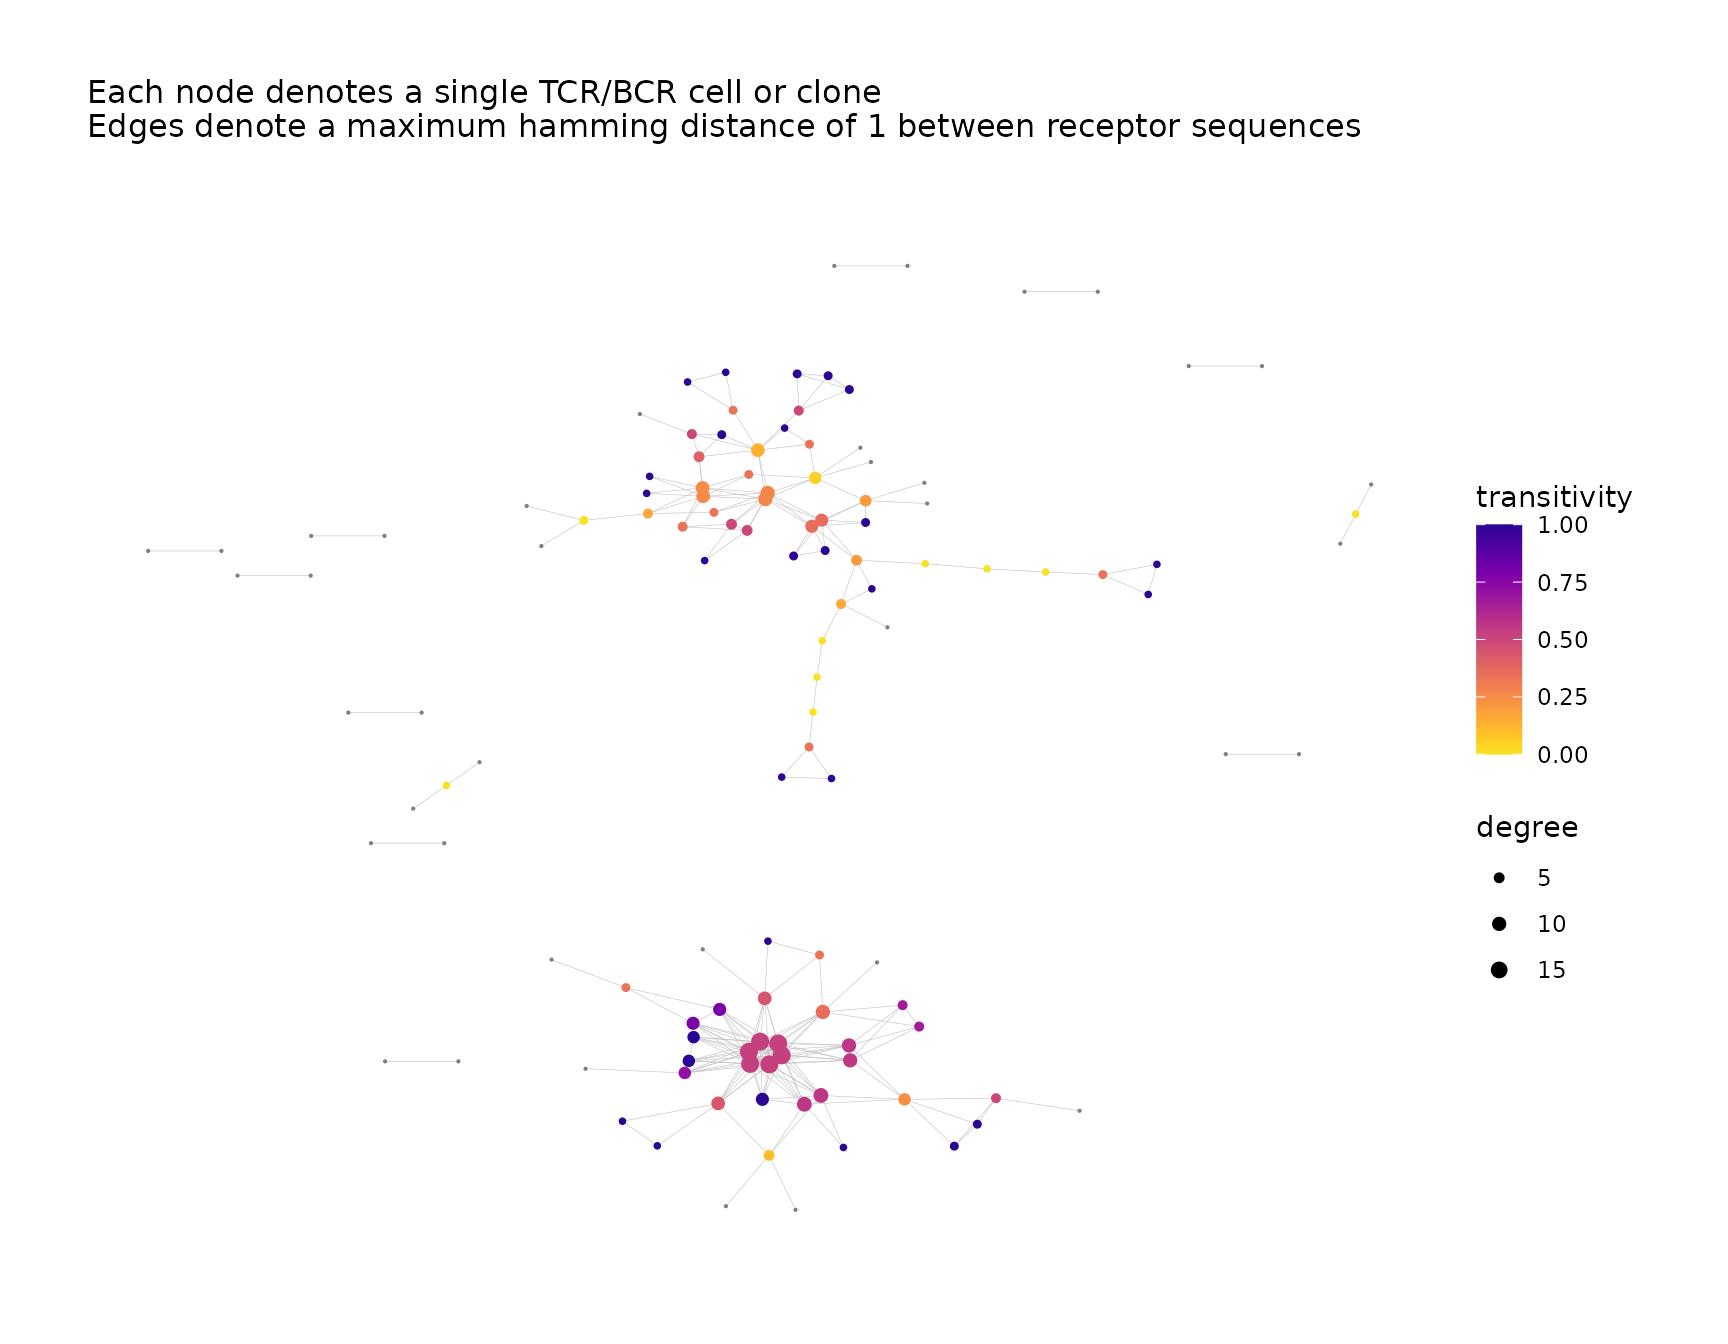 Each node denotes a single TCR/BCR cell or clone
Edges denote a maximum hamming distance of 1 between receptor sequences
transitivity
1.00
0.75
0.50
0.25
0.00
degree
5
10
15